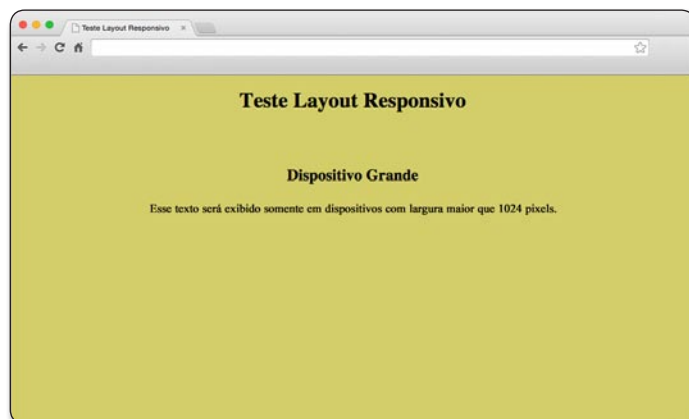 Teste Layout Responsivo
Teste Layout Responsivo
Dispositivo Grande
Esse texto será exibido somente em dispositivos com largura maior que 1024 pixels.